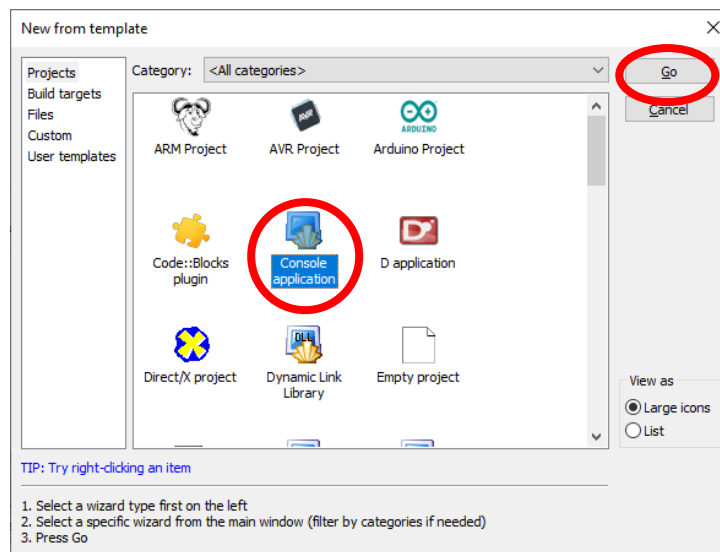 New from template
Projects
Build targets
Files
Custom
User templates
Category: <All categories>
Go
Cancel
AVR
ARDUINO
ARM Project
AVR Project
Arduino Project
Code::Blocks
plugin
Console
application
D
D application
DLL
Direct/X project
Dynamic Link
Library
Empty project
View as
Large icons
List
TIP: Try right-clicking an item
1. Select a wizard type first on the left
2. Select a specific wizard from the main window (filter by categories if needed)
3. Press Go